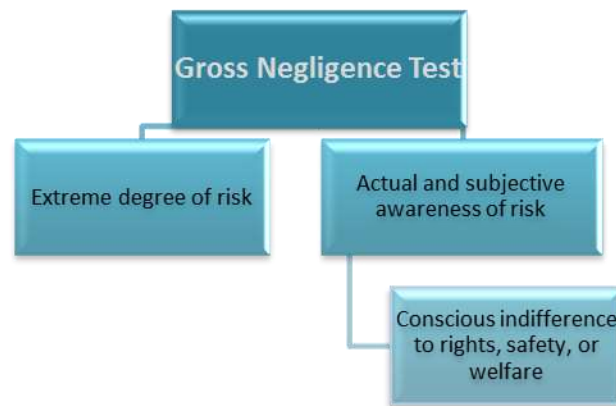 Gross Negligence Test
Extreme degree of risk
Actual and subjective
awareness of risk
Conscious indifference
to rights, safety, or
welfare